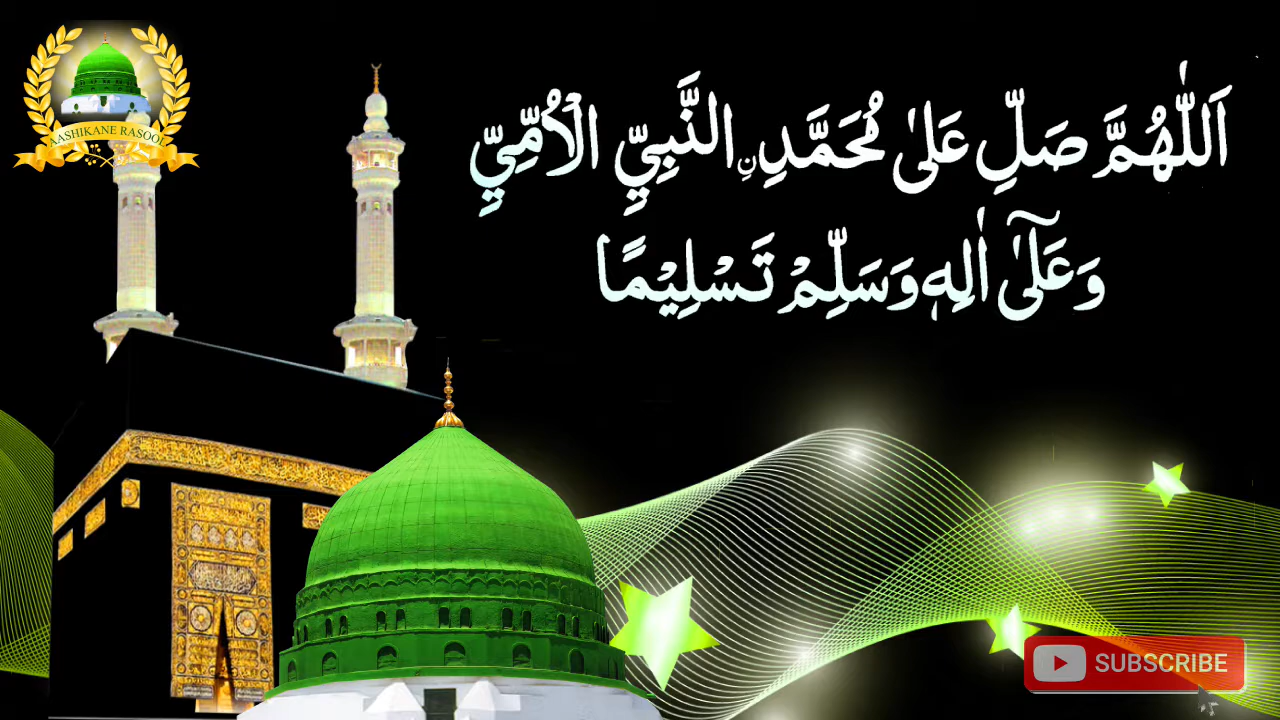 AASHIKANE RASOOL
اَللّٰهُمَّ صَلِّ عَلٰى مُحَمَّدِنِ النَّبِيِّ الْاُمِّيِّ
وَعَلٰٓى اٰلِهٖ وَسَلِّمْ تَسْلِيْمًا
SUBSCRIBE